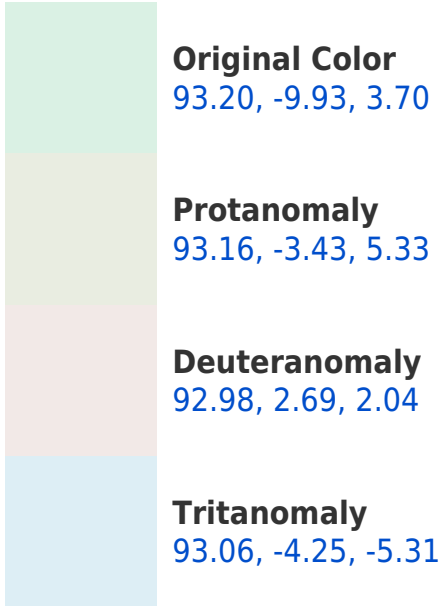 Original Color
93.20, -9.93, 3.70
Protanomaly
93.16, -3.43, 5.33
Deuteranomaly
92.98, 2.69, 2.04
Tritanomaly
93.06, -4.25, -5.31